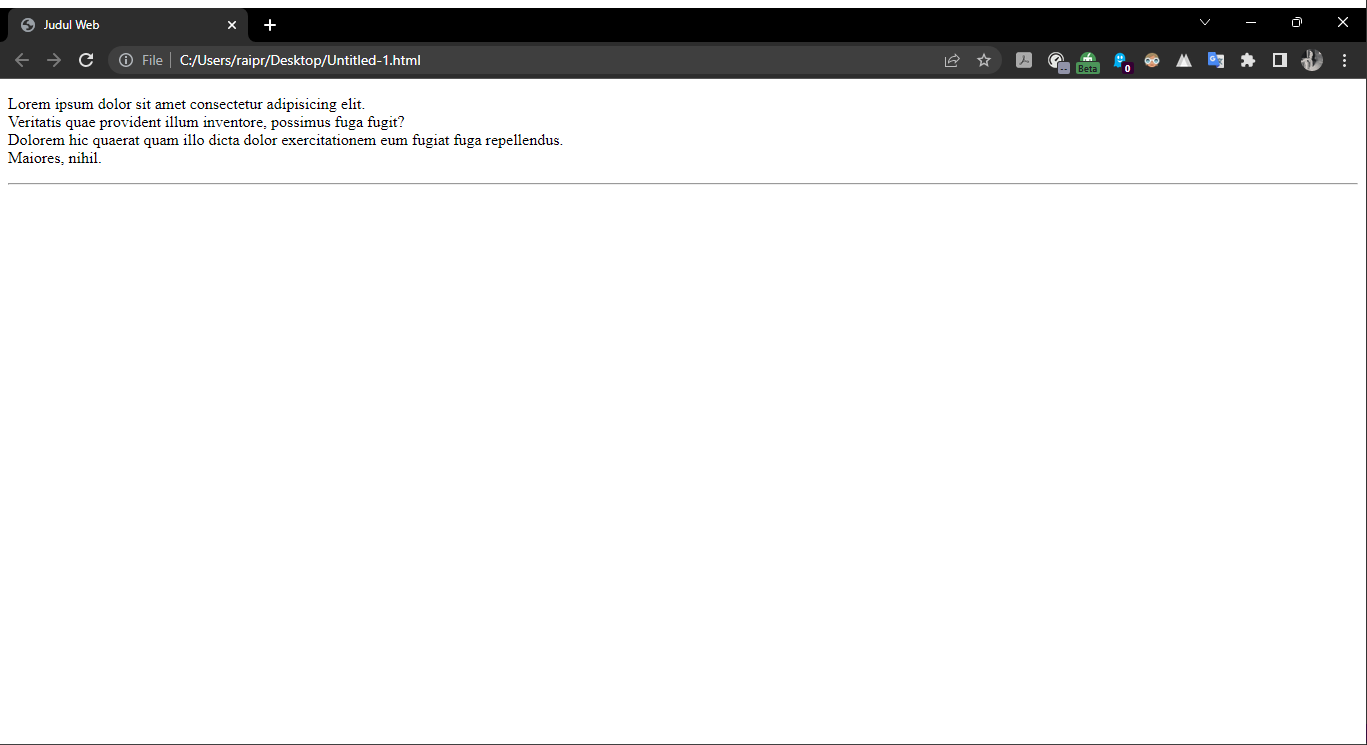 Judul Web
File
C:/Users/raipr/Desktop/Untitled-1.html
Beta
0
Lorem ipsum dolor sit amet consectetur adipisicing elit.
Veritatis quae provident illum inventore, possimus fuga fugit?
Dolorem hic quaerat quam illo dicta dolor exercitationem eum fugiat fuga repellendus.
Maiores, nihil.